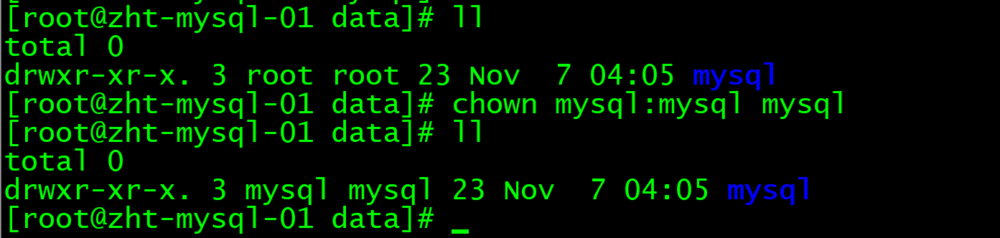 [root@zht-mysql-01 data]# ll
total 0
drwxr-xr-x. 3 root root 23 Nov  7 04:05 mysql
[root@zht-mysql-01 data]# chown mysql:mysql mysql
[root@zht-mysql-01 data]# ll
total 0
drwxr-xr-x. 3 mysql mysql 23 Nov  7 04:05 mysql
[root@zht-mysql-01 data]# _